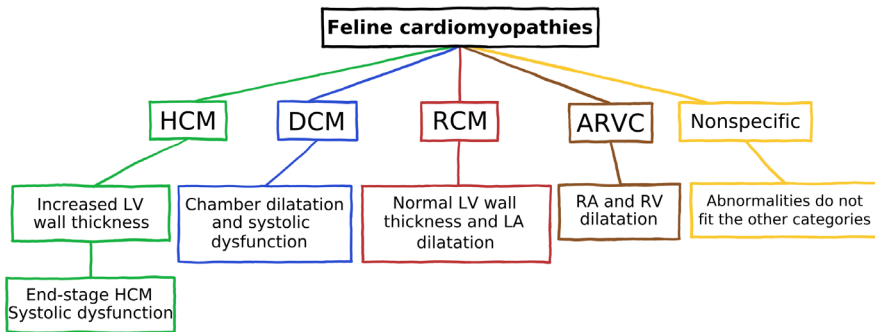 Feline cardiomyopathies
HCM
DCM
RCM
ARVC
Nonspecific
Increased LV
wall thickness
Chamber dilatation
and systolic
dysfunction
Normal LV wall
thickness and LA
dilatation
RA and RV
dilatation
Abnormalities do not
fit the other categories
End-stage HCM
Systolic dysfunction